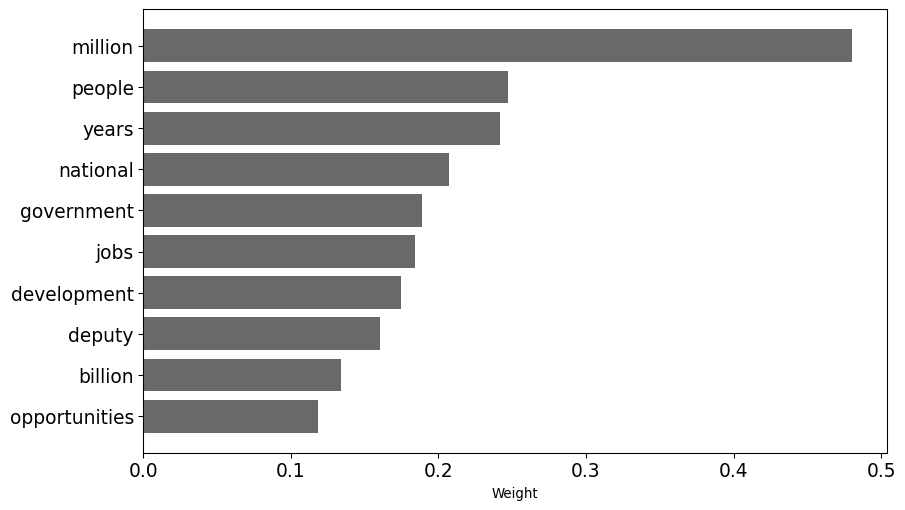 million
people
years
national
government
jobs
development
deputy
billion
opportunities
0.0 0.1 0.2 0.3 0.4 0.5
Weight